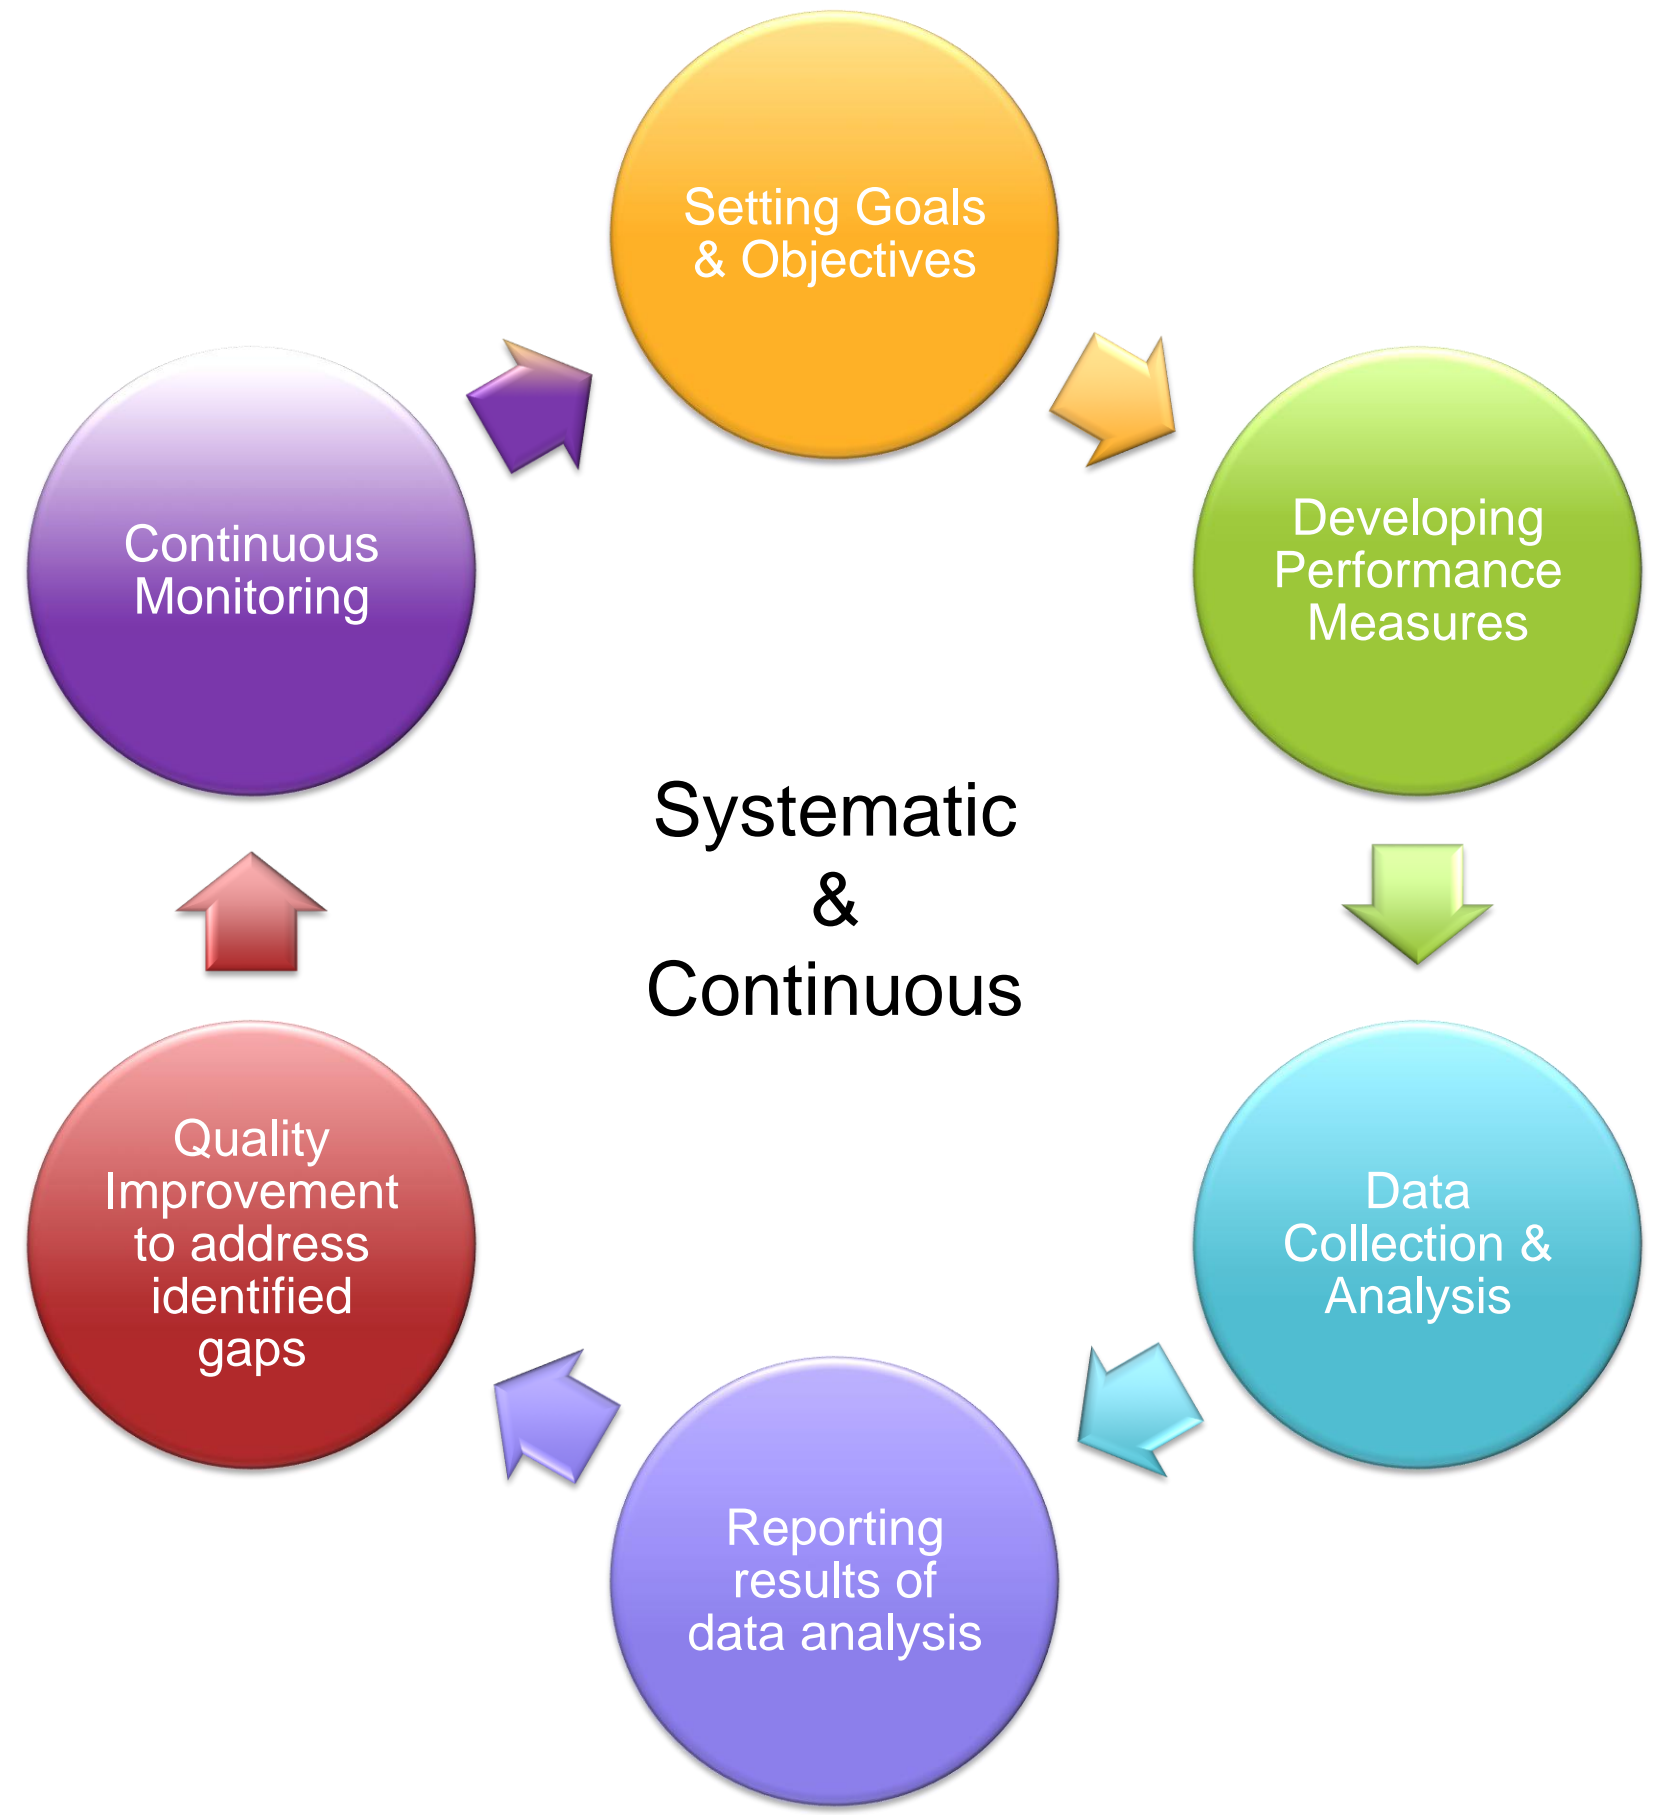 Setting Goals
& Objectives
Developing
Performance
Measures
Data
Collection &
Analysis
Reporting
results of
data analysis
Quality
Improvement
to address
identified
gaps
Continuous
Monitoring
Systematic
&
Continuous